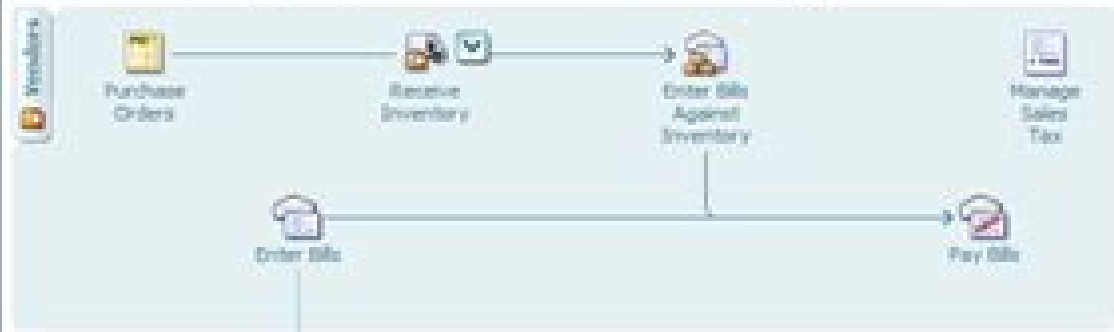 Vendors
Purchase
Orders
Receive
Inventory
Enter Bills
Against
Inventory
Manage
Sales
Tax
Enter Bills
Pay Bills